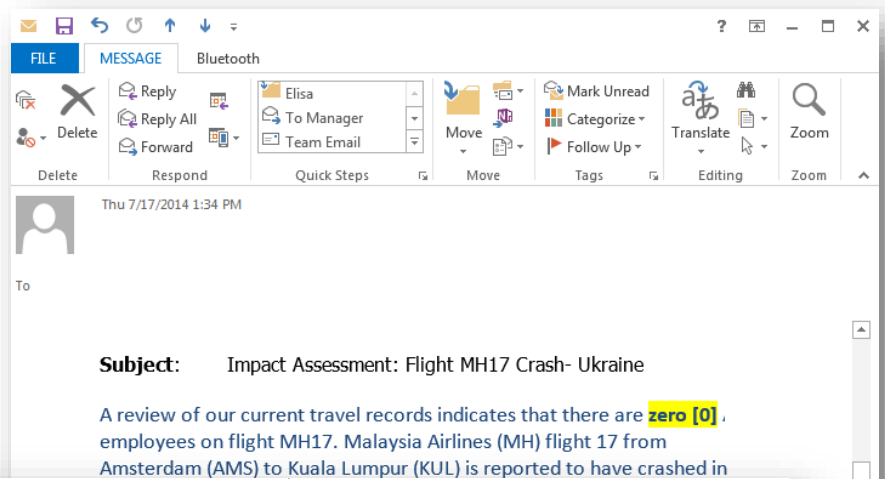 ?
FILE MESSAGE Bluetooth
Delete
Reply
Reply All
Forward
Elisa
To Manager
Team Email
Move
Mark Unread
Categorize
Follow Up
Translate
Zoom
Delete Respond Quick Steps Move Tags Editing Zoom
Thu 7/17/2014 1:34 PM
To
Subject: Impact Assessment: Flight MH17 Crash- Ukraine
A review of our current travel records indicates that there are zero [0]
employees on flight MH17. Malaysia Airlines (MH) flight 17 from
Amsterdam (AMS) to Kuala Lumpur (KUL) is reported to have crashed in